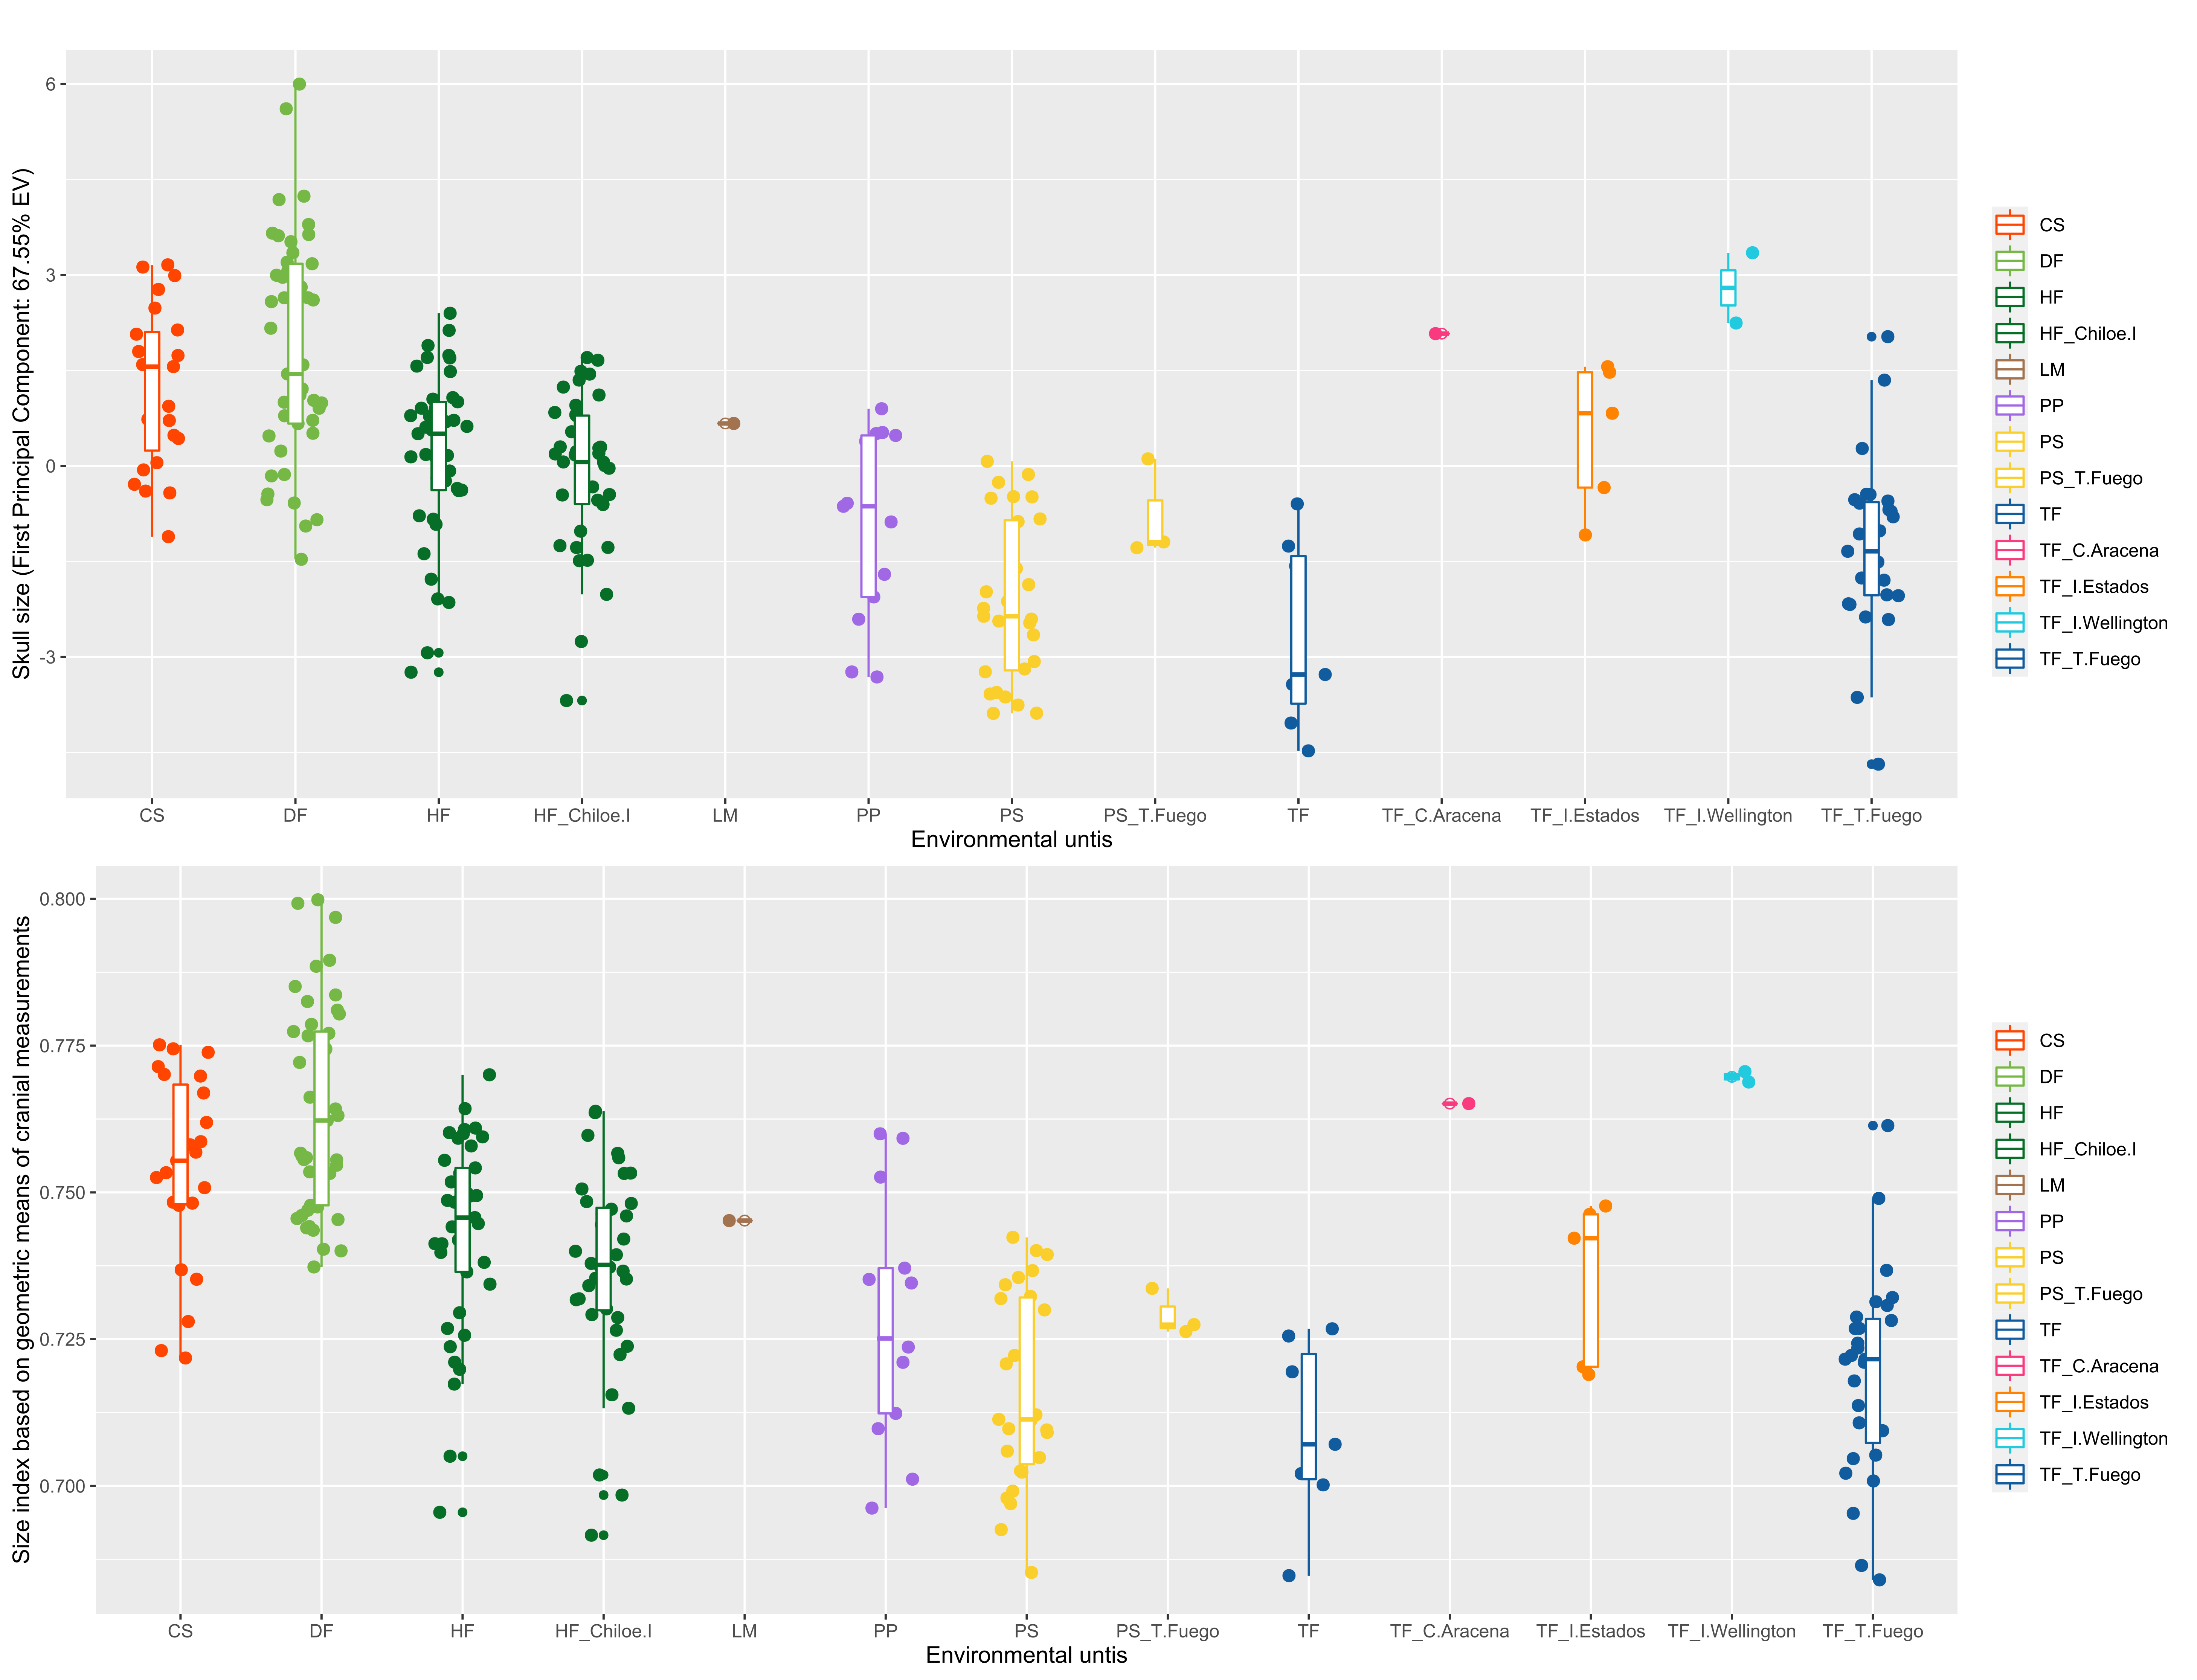 Skull size (First Principal Component: 67.55% EV)
6
3
0
-3
CS DF HF HF_Chiloe.I LM PP PS PS_T.Fuego TF TF_C.Aracena TF_I.Estados TF_I.Wellington TF_T.Fuego
Environmental untis
CS
DF
HF
HF_Chiloe.I
LM
PP
PS
PS_T.Fuego
TF
TF_C.Aracena
TF_I.Estados
TF_I.Wellington
TF_T.Fuego
Size index based on geometric means of cranial measurements
0.800
0.775
0.750
0.725
0.700
CS DF HF HF_Chiloe.I LM PP PS PS_T.Fuego TF TF_C.Aracena TF_I.Estados TF_I.Wellington TF_T.Fuego
Environmental untis
CS
DF
HF
HF_Chiloe.I
LM
PP
PS
PS_T.Fuego
TF
TF_C.Aracena
TF_I.Estados
TF_I.Wellington
TF_T.Fuego